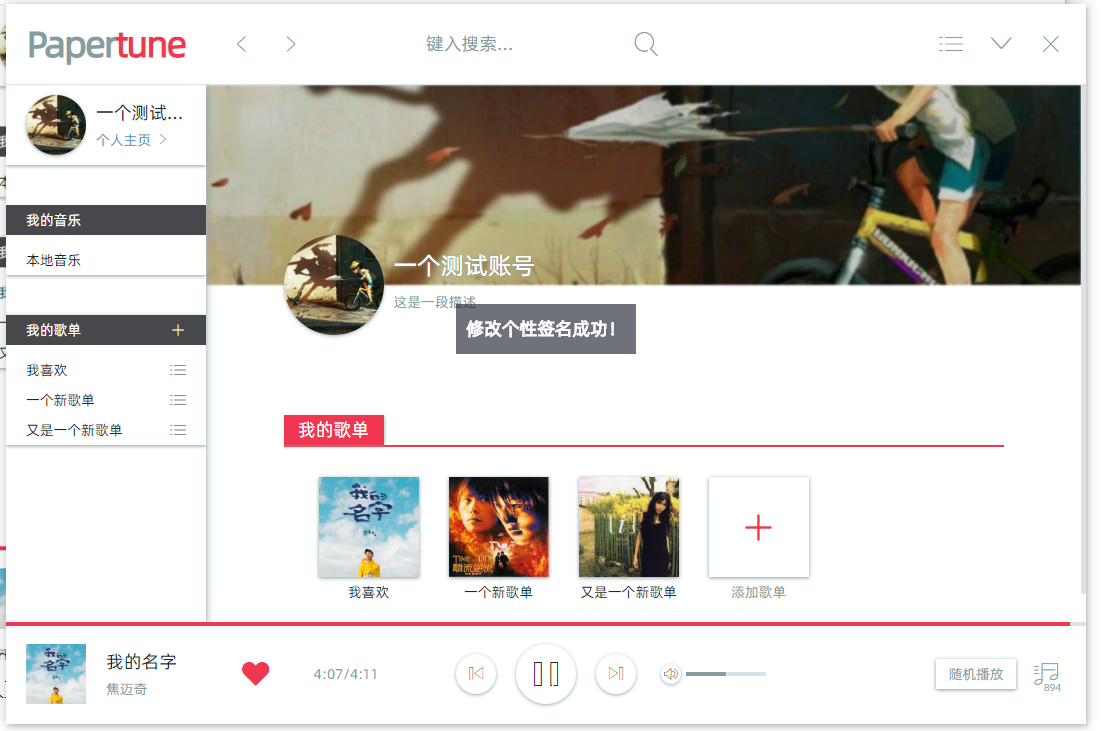 Papertune
键入搜索...
一个测试...
个人主页
我的音乐
本地音乐
我的歌单
我喜欢
一个新歌单
又是一个新歌单
一个测试账号
这是一段描述
修改个性签名成功！
我的歌单
我的名字
TIME AND TIDE
順流逆流
我喜欢
一个新歌单
又是一个新歌单
添加歌单
我的名字
我的名字
焦迈奇
4:07/4:11
随机播放
894